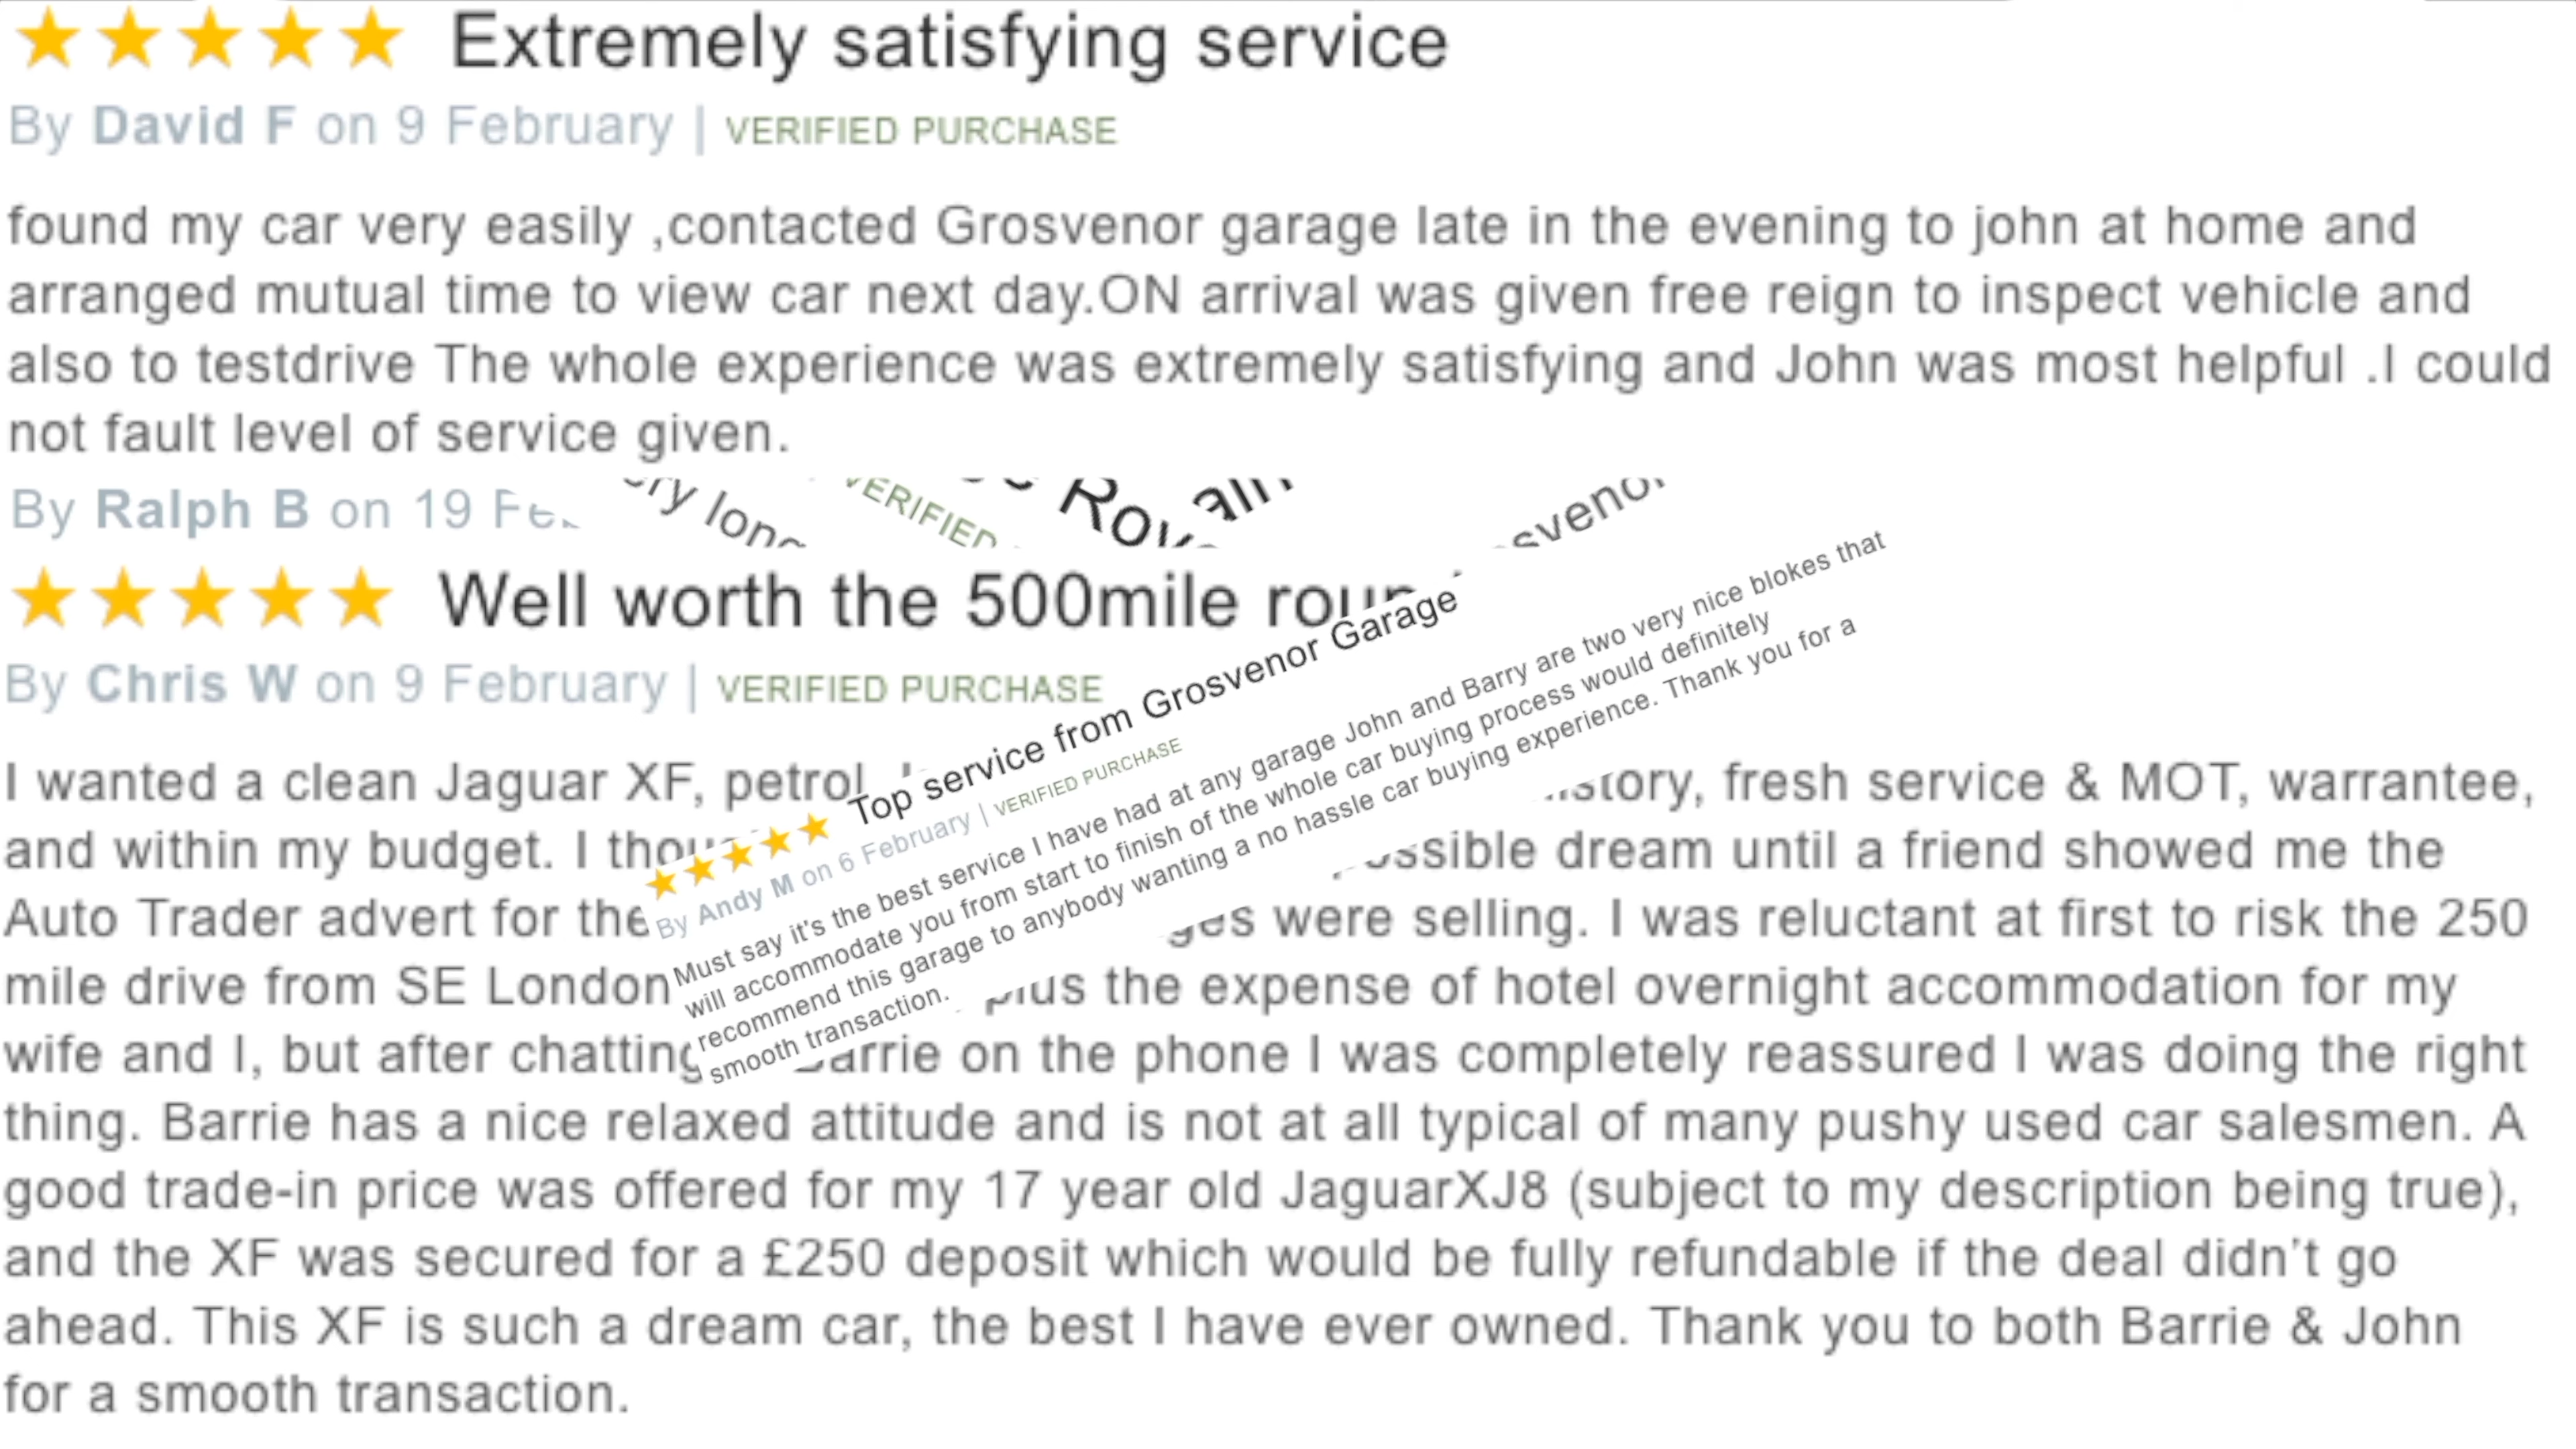 Extremely satisfying service
By David F on 9 February | VERIFIED PURCHASE
found my car very easily ,contacted Grosvenor garage late in the evening to john at home and
arranged mutual time to view car next day.ON arrival was given free reign to inspect vehicle and
also to testdrive The whole experience was extremely satisfying and John was most helpful .I could
not fault level of service given.
By Ralph B on 19
VERIFIED
Well worth the 500mile
By Chris W on 9 February | VERIFIED PURCHASE
I wanted a clean Jaguar XF, petrol fresh service & MOT, warrantee,
and within my budget. I dream until a friend showed me the
Auto Trader advert for the were selling. I was reluctant at first to risk the 250
mile drive from SE London plus the expense of hotel overnight accommodation for my
wife and I, but after chatting Barrie on the phone I was completely reassured I was doing the right
thing. Barrie has a nice relaxed attitude and is not at all typical of many pushy used car salesmen. A
good trade-in price was offered for my 17 year old JaguarXJ8 (subject to my description being true),
and the XF was secured for a £250 deposit which would be fully refundable if the deal didn't go
ahead. This XF is such a dream car, the best I have ever owned. Thank you to both Barrie & John
for a smooth transaction.
Top service from Grosvenor Garage
By Andy M on 6 February | VERIFIED PURCHASE
Must say it's the best service I have had at any garage John and Barry are two very nice blokes that
will accommodate you from start to finish of the whole car buying process would definitely
recommend this garage to anybody wanting a no hassle car buying experience. Thank you for a
smooth transaction.